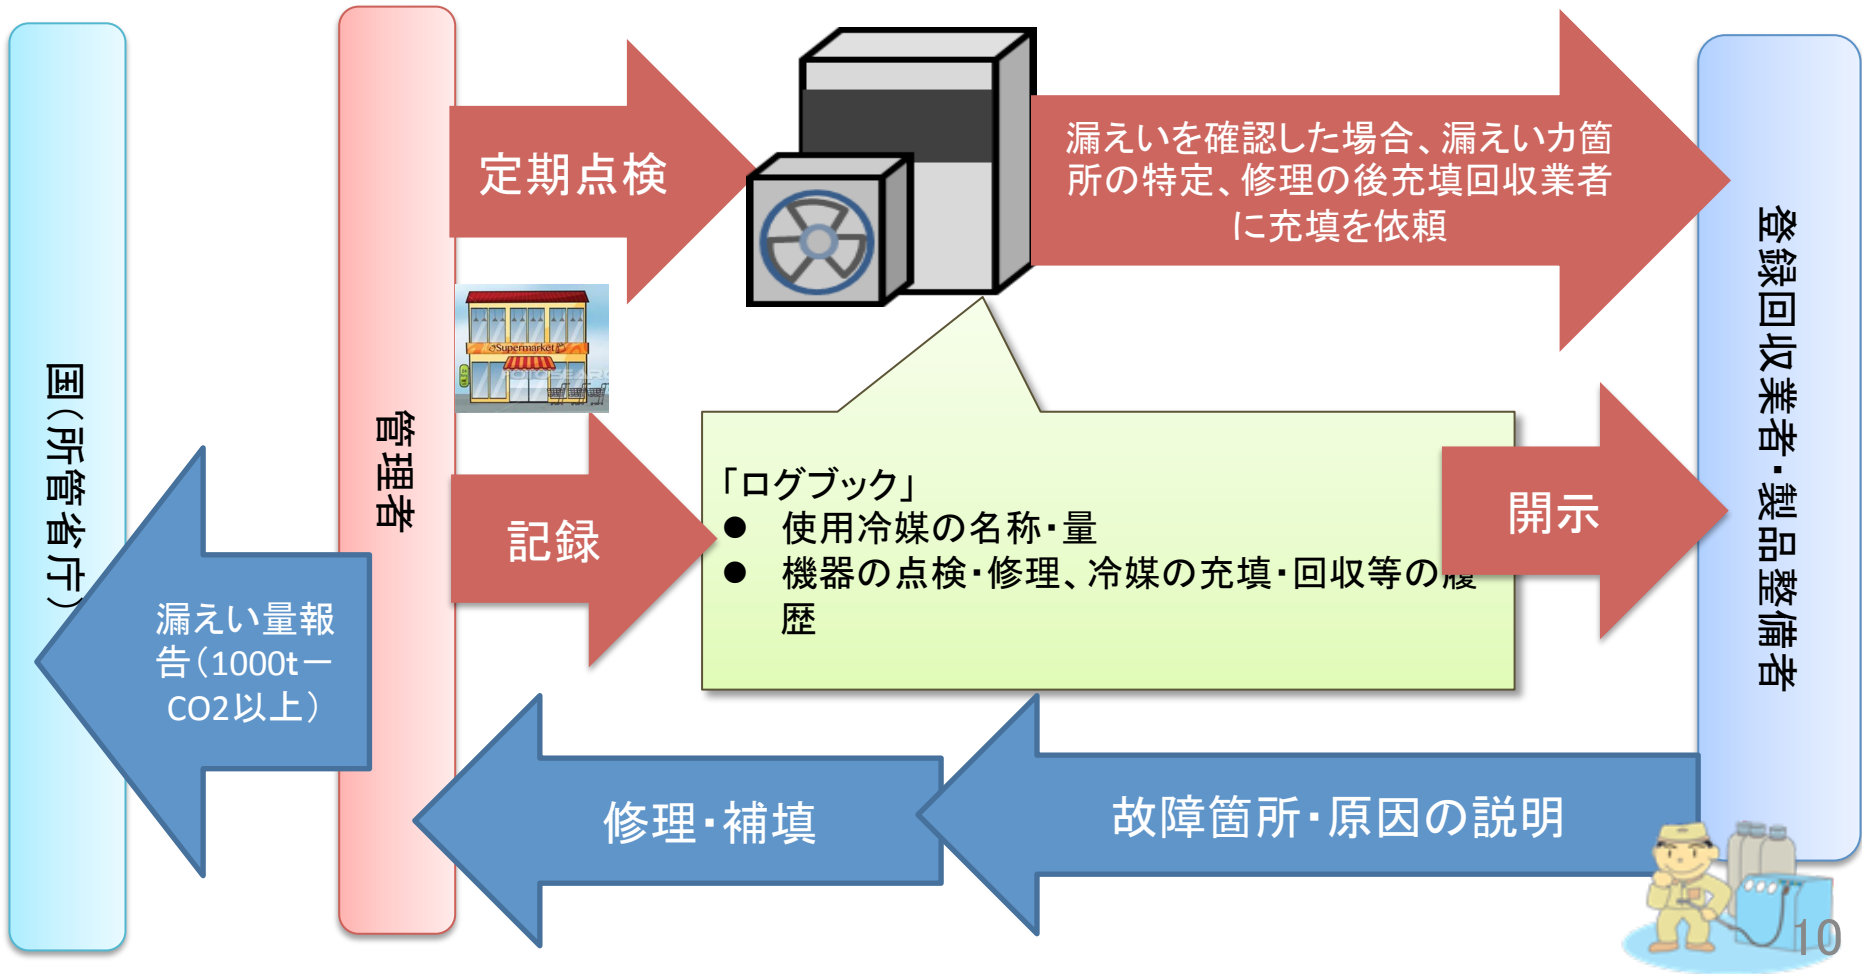 国(所管省庁)
管理者
定期点検
漏えいを確認した場合、漏えいカ箇
所の特定、修理の後充填回収業者
に充填を依頼
登録回収業者・製品整備者
Supermarket
記録
「ログブック」
● 使用冷媒の名称・量
● 機器の点検・修理、冷媒の充填・回収等の履
歴
開示
漏えい量報
告(1000tー
CO2以上)
修理・補填
故障箇所・原因の説明
10